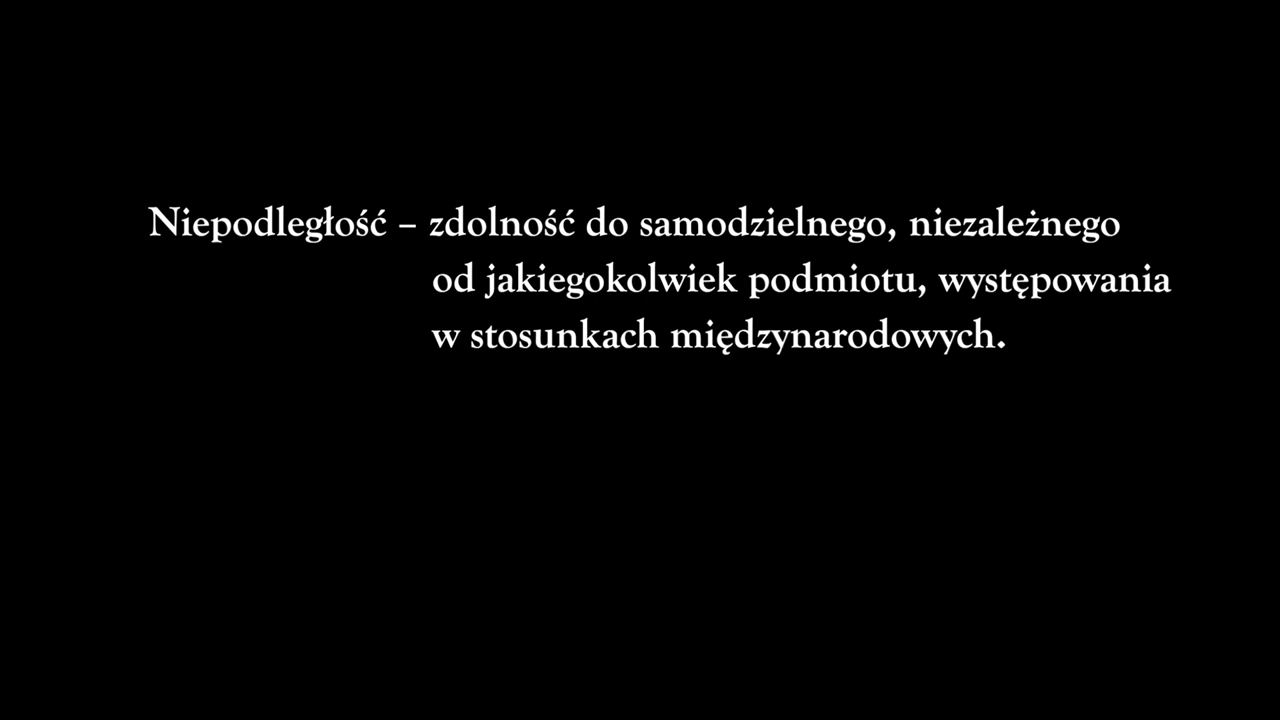 Niepodległość – zdolność do samodzielnego, niezależnego
od jakiegokolwiek podmiotu, występowania
w stosunkach międzynarodowych.